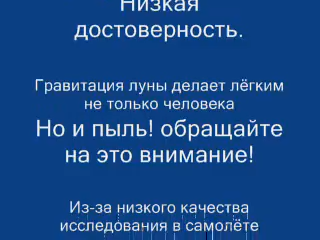 Низкая
достоверность.
Гравитация луны делает лёгким
не только человека
Но и пыль! обращайте
на это внимание!
Из-за низкого качества
исследования в самолёте